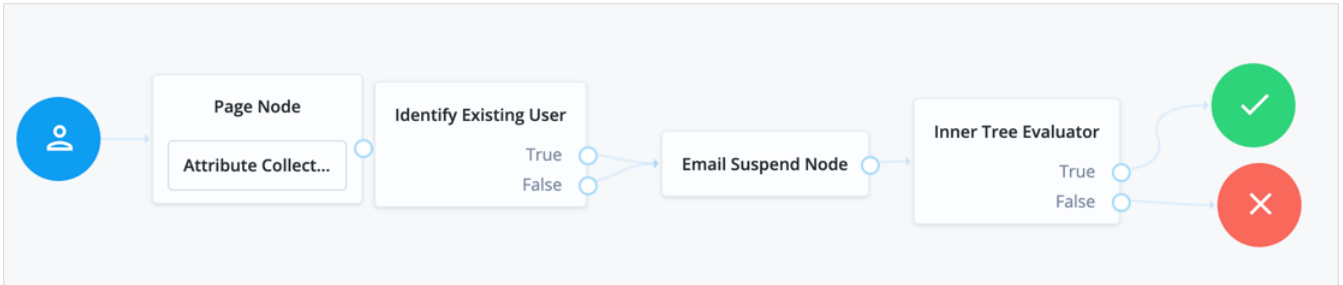 Page Node
Attribute Collect...
Identify Existing User
True
False
Email Suspend Node
Inner Tree Evaluator
True
False